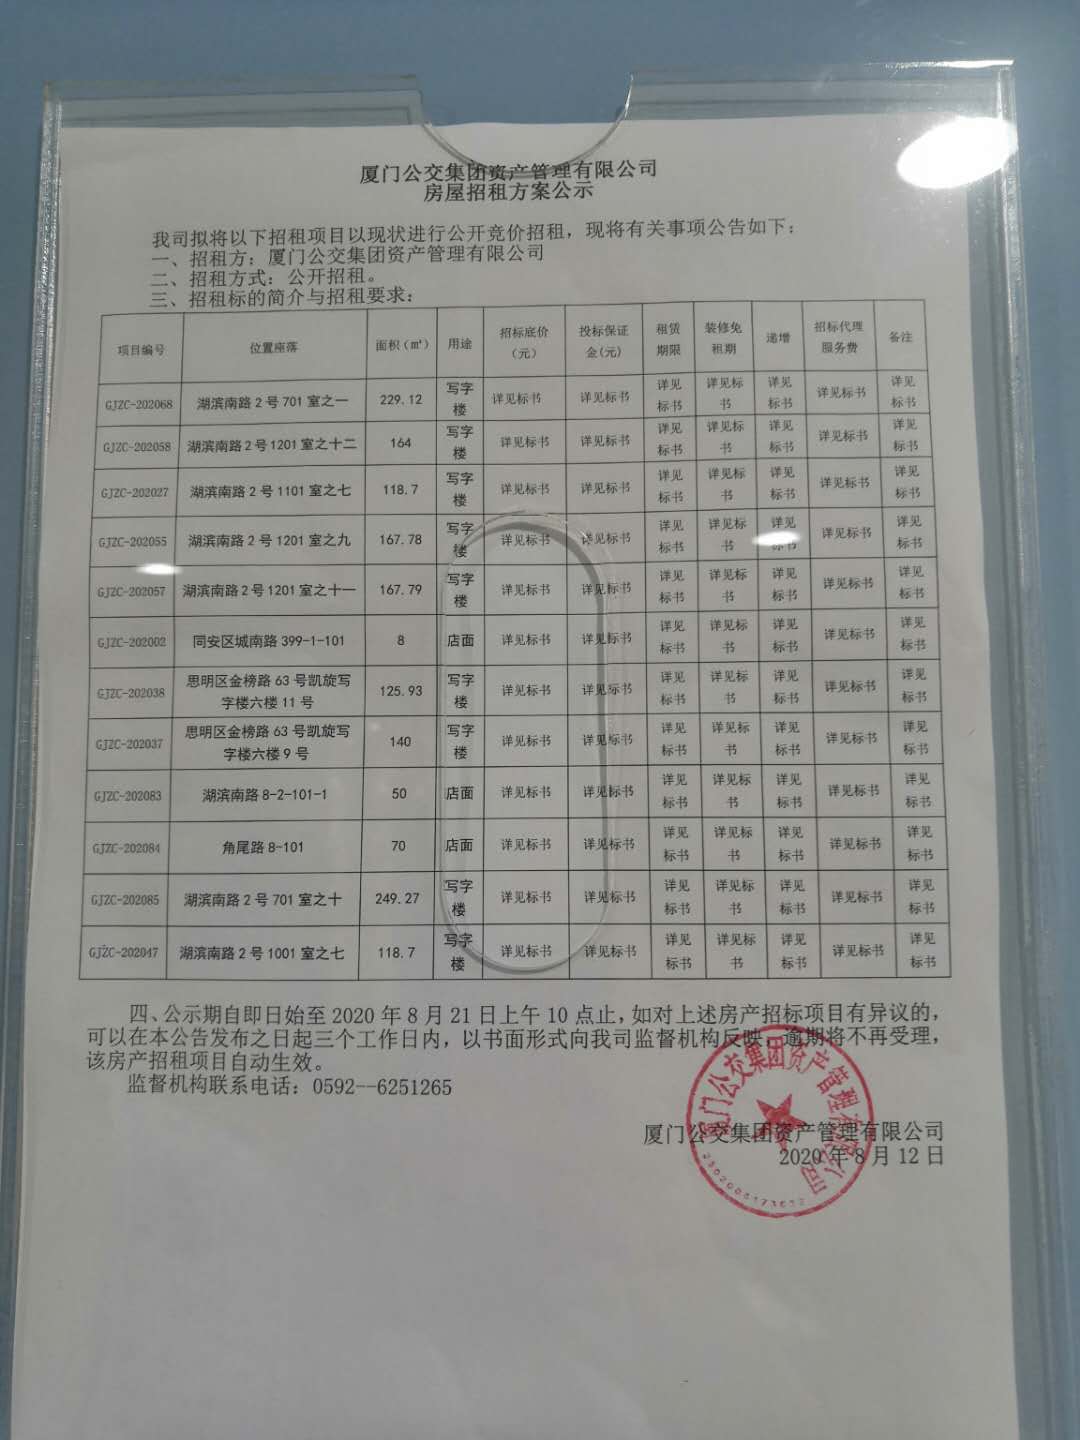 厦门公交集团资产管理有限公司
房屋招租方案公示
我司拟将以下招租项目以现状进行公开竞价招租，现将有关事项公告如下：
一、招租方：厦门公交集团资产管理有限公司
二、招租方式：公开招租。
三、招租标的简介与招租要求：
项目编号 位置座落 面积（㎡） 用途 招标底价（元） 投标保证金(元) 租赁期限 装修免租期 递增 招标代理服务费 备注
GJZC-202068 湖滨南路2号701室之一 229.12 写字楼 详见标书 详见标书 详见标书 详见标书 详见标书 详见标书 详见标书
GJZC-202058 湖滨南路2号1201室之十二 164 写字楼 详见标书 详见标书 详见标书 详见标书 详见标书 详见标书 详见标书
GJZC-202027 湖滨南路2号1101室之七 118.7 写字楼 详见标书 详见标书 详见标书 详见标书 详见标书 详见标书 详见标书
GJZC-202055 湖滨南路2号1201室之九 167.78 写字楼 详见标书 详见标书 详见标书 详见标书 详见标书 详见标书 详见标书
GJZC-202057 湖滨南路2号1201室之十一 167.79 写字楼 详见标书 详见标书 详见标书 详见标书 详见标书 详见标书 详见标书
GJZC-202002 同安区城南路399-1-101 8 店面 详见标书 详见标书 详见标书 详见标书 详见标书 详见标书 详见标书
GJZC-202038 思明区金榜路63号凯旋写字楼六楼11号 125.93 写字楼 详见标书 详见标书 详见标书 详见标书 详见标书 详见标书 详见标书
GJZC-202037 思明区金榜路63号凯旋写字楼六楼9号 140 写字楼 详见标书 详见标书 详见标书 详见标书 详见标书 详见标书 详见标书
GJZC-202083 湖滨南路8-2-101-1 50 店面 详见标书 详见标书 详见标书 详见标书 详见标书 详见标书 详见标书
GJZC-202084 角尾路8-101 70 店面 详见标书 详见标书 详见标书 详见标书 详见标书 详见标书 详见标书
GJZC-202085 湖滨南路2号701室之十 249.27 写字楼 详见标书 详见标书 详见标书 详见标书 详见标书 详见标书 详见标书
GJZC-202047 湖滨南路2号1001室之七 118.7 写字楼 详见标书 详见标书 详见标书 详见标书 详见标书 详见标书 详见标书
四、公示期自即日始至2020年8月21日上午10点止，如对上述房产招标项目有异议的，
可以在本公告发布之日起三个工作日内，以书面形式向我司监督机构反映，逾期将不再受理，
该房产招租项目自动生效。
监督机构联系电话：0592--6251265
厦门公交集团资产管理有限公司
2020年8月12日
厦门公交集团资产管理有限公司